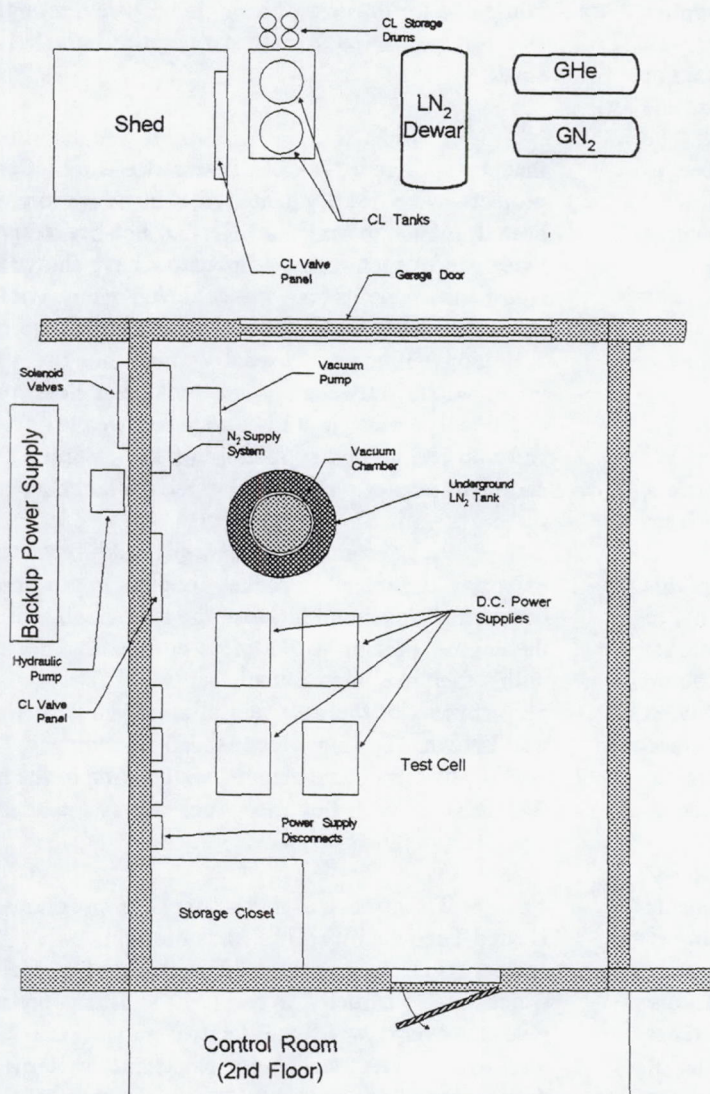 CL Storage
Drums
GHe
Shed
LN2
Dewar
GN2
CL Tanks
CL Valve
Panel
Garage Door
Solenoid
Valves
Vacuum
Pump
N2 Supply
System
Vacuum
Chamber
Underground
LN2 Tank
Backup Power Supply
D.C. Power
Supplies
Hydraulic
Pump
CL Valve
Panel
Test Cell
Power Supply
Disconnects
Storage Closet
Control Room
(2nd Floor)